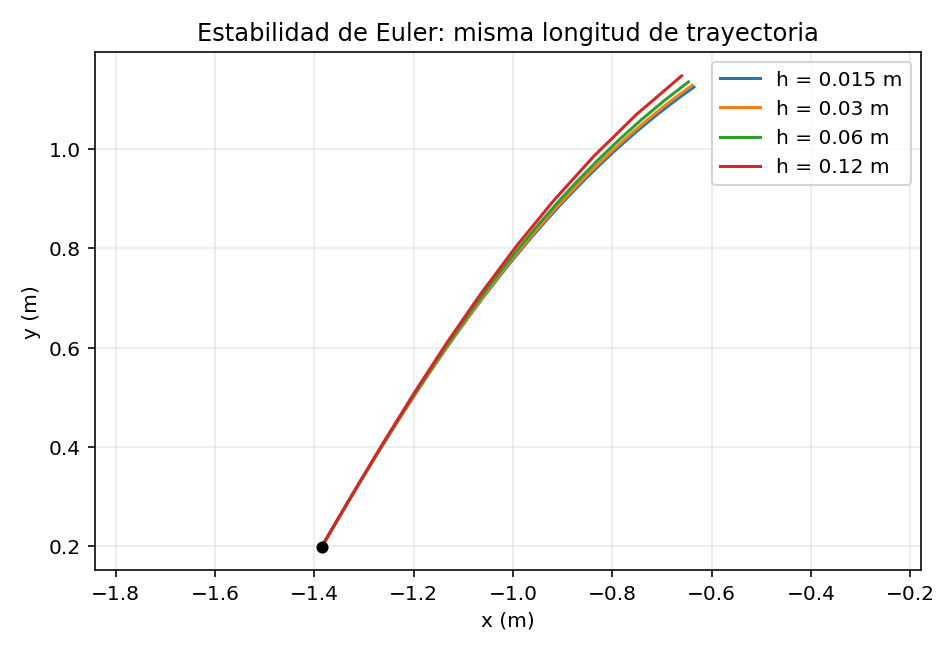 Estabilidad de Euler: misma longitud de trayectoria
h = 0.015 m
h = 0.03 m
h = 0.06 m
h = 0.12 m
y (m)
1.0
0.8
0.6
0.4
0.2
−1.8 −1.6 −1.4 −1.2 −1.0 −0.8 −0.6 −0.4 −0.2
x (m)